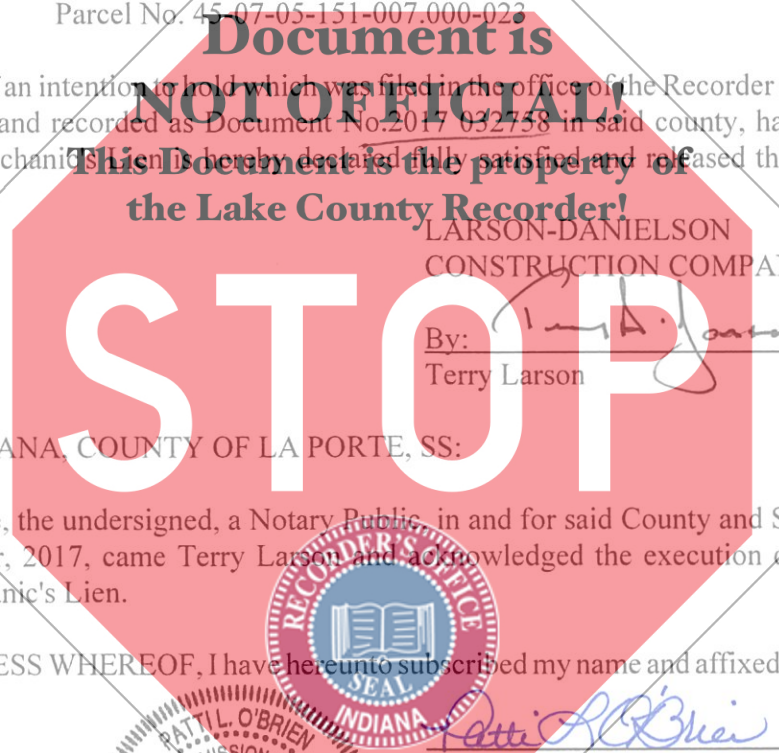 Parcel No. 45-07-05-151-007.000-023
Document is
an intention to hold which was filed in the office of the Recorder
NOT OFFICIAL!
and recorded as Document No. 2017 032758 in said county, ha
chanic's Lien is hereby declared fully satisfied and released th
This Document is the property of
the Lake County Recorder!
LARSON-DANIELSON
CONSTRUCTION COMPA
STOP
By:
Terry Larson
ANA, COUNTY OF LA PORTE, SS:
, the undersigned, a Notary Public, in and for said County and S
, 2017, came Terry Larson and acknowledged the execution
nic's Lien.
RECORDER'S OFFICE
SEAL
INDIANA
ESS WHEREOF, I have hereunto subscribed my name and affixed
PATTI L. O'BRIEN
Patti L O'Brien